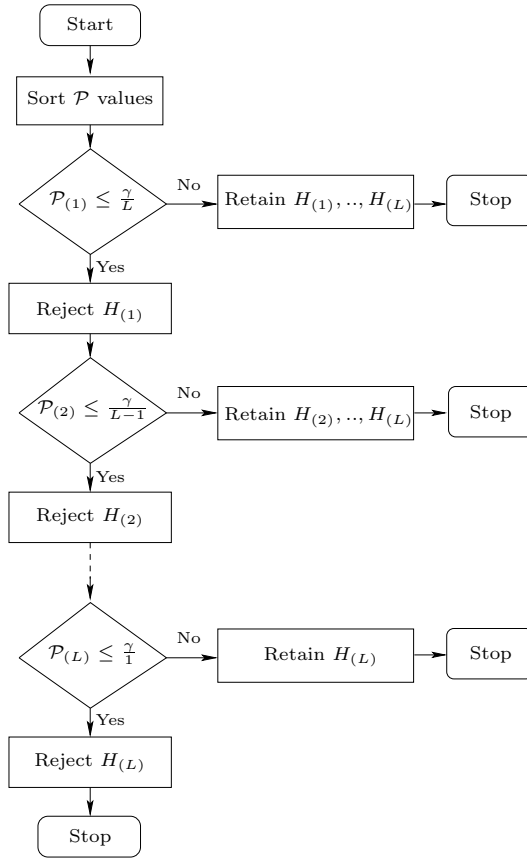 Start
Sort 𝒫 values
𝒫₍₁₎ ≤ γ/L
No
Retain H₍₁₎, .., H₍L₎
Stop
Yes
Reject H₍₁₎
𝒫₍₂₎ ≤ γ/(L−1)
No
Retain H₍₂₎, .., H₍L₎
Stop
Yes
Reject H₍₂₎
𝒫₍L₎ ≤ γ/1
No
Retain H₍L₎
Stop
Yes
Reject H₍L₎
Stop